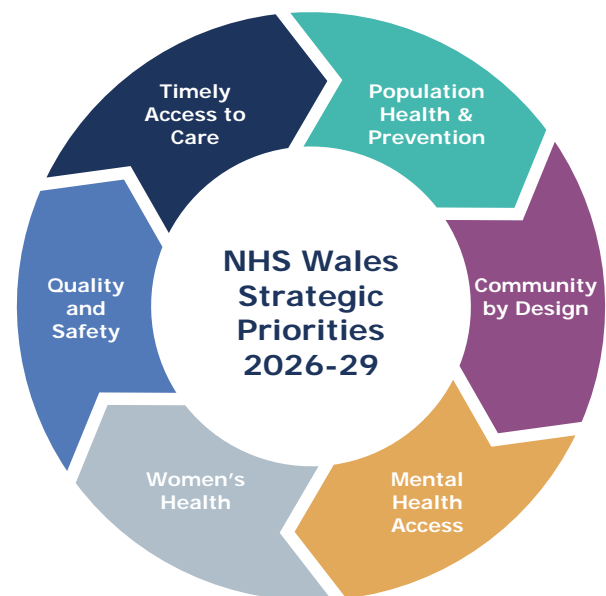 Timely
Access to
Care
Population
Health &
Prevention
Community
by Design
Mental
Health
Access
Women's
Health
Quality
and
Safety
NHS Wales
Strategic
Priorities
2026-29